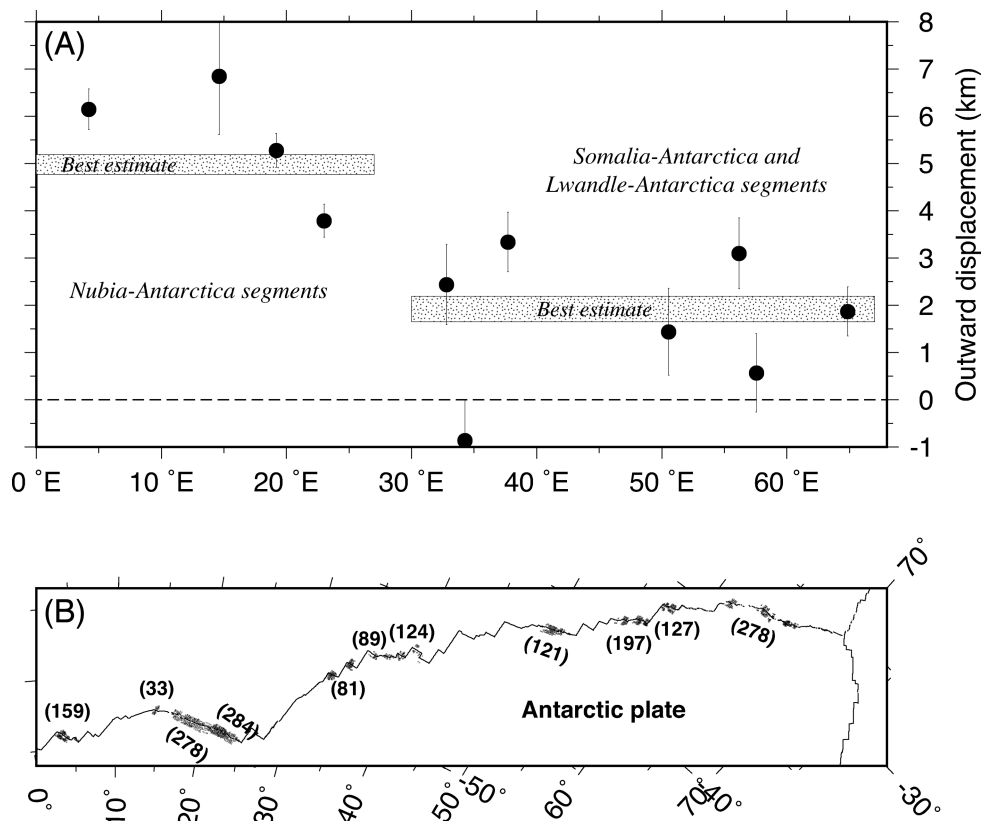 (A)
8
7
6
5
4
3
2
1
0
-1
Outward displacement (km)
Best estimate
Somalia-Antarctica and
Lwandle-Antarctica segments
Nubia-Antarctica segments
Best estimate
0 °E
10 °E
20 °E
30 °E
40 °E
50 °E
60 °E
70°
(B)
(159)
(33)
(278)
(284)
(81)
(89)
(124)
(121)
(197)
(127)
(278)
Antarctic plate
0°
10°
20°
30°
40°
50°
-50°
60°
70°
-40°
-30°